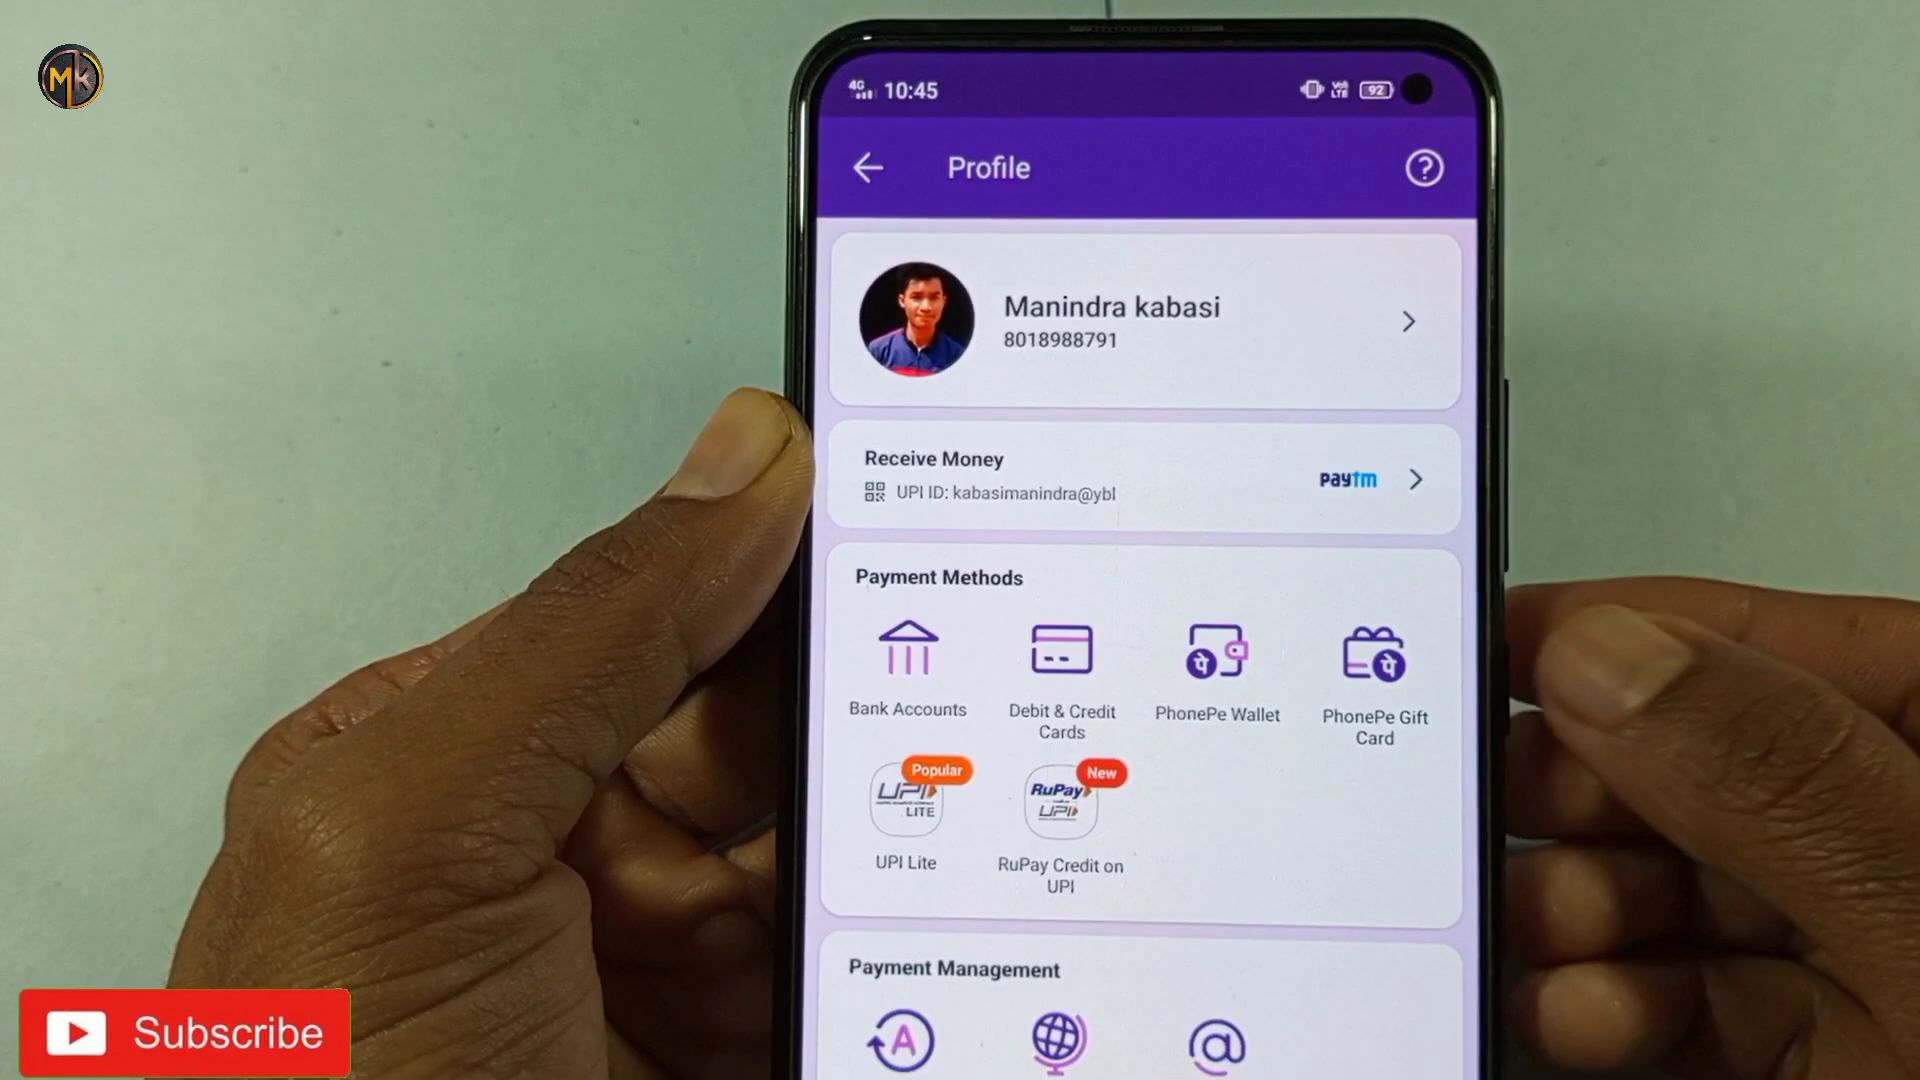 Mk
4G 10:45
Vo)) LTE 92
Profile
?
Manindra kabasi
8018988791
Receive Money
UPI ID: kabasimanindra@ybl
paytm
Payment Methods
Bank Accounts
Debit & Credit
Cards
पे
PhonePe Wallet
पे
PhonePe Gift
Card
Popular
UPI
LITE
UPI Lite
New
RuPay
UPI
RuPay Credit on
UPI
Payment Management
A
@
Subscribe